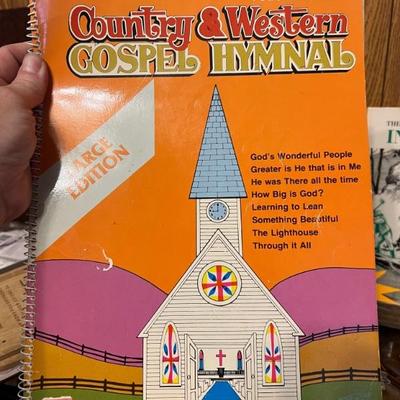 Country & Western
GOSPEL HYMNAL
LARGE
EDITION
God's Wonderful People
Greater is He that is in Me
He was There all the time
How Big is God?
Learning to Lean
Something Beautiful
The Lighthouse
Through it All